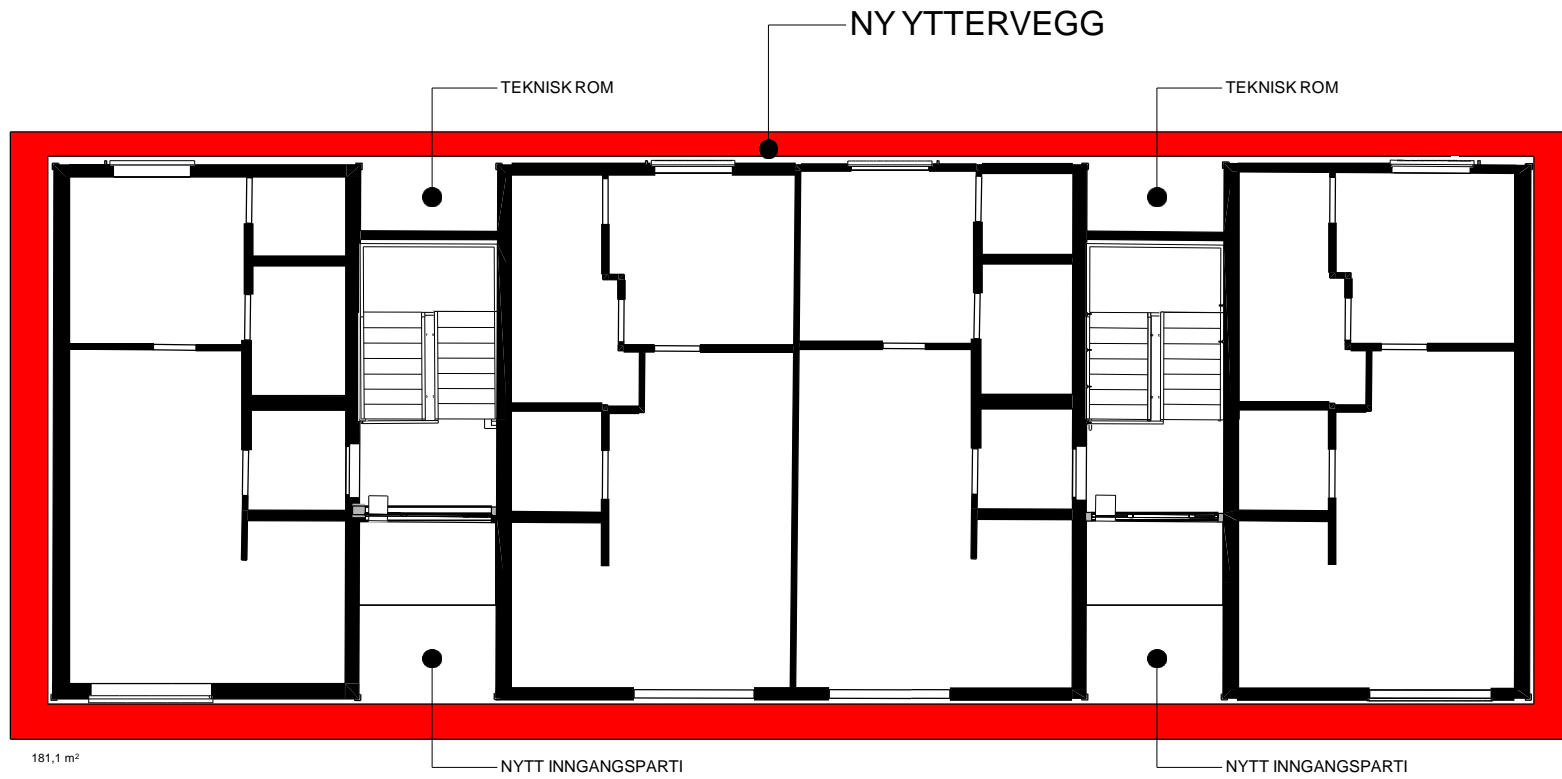 NY YTTERVEGG
TEKNISK ROM
TEKNISK ROM
181,1 m²
NYTT INNGANGSPARTI
NYTT INNGANGSPARTI